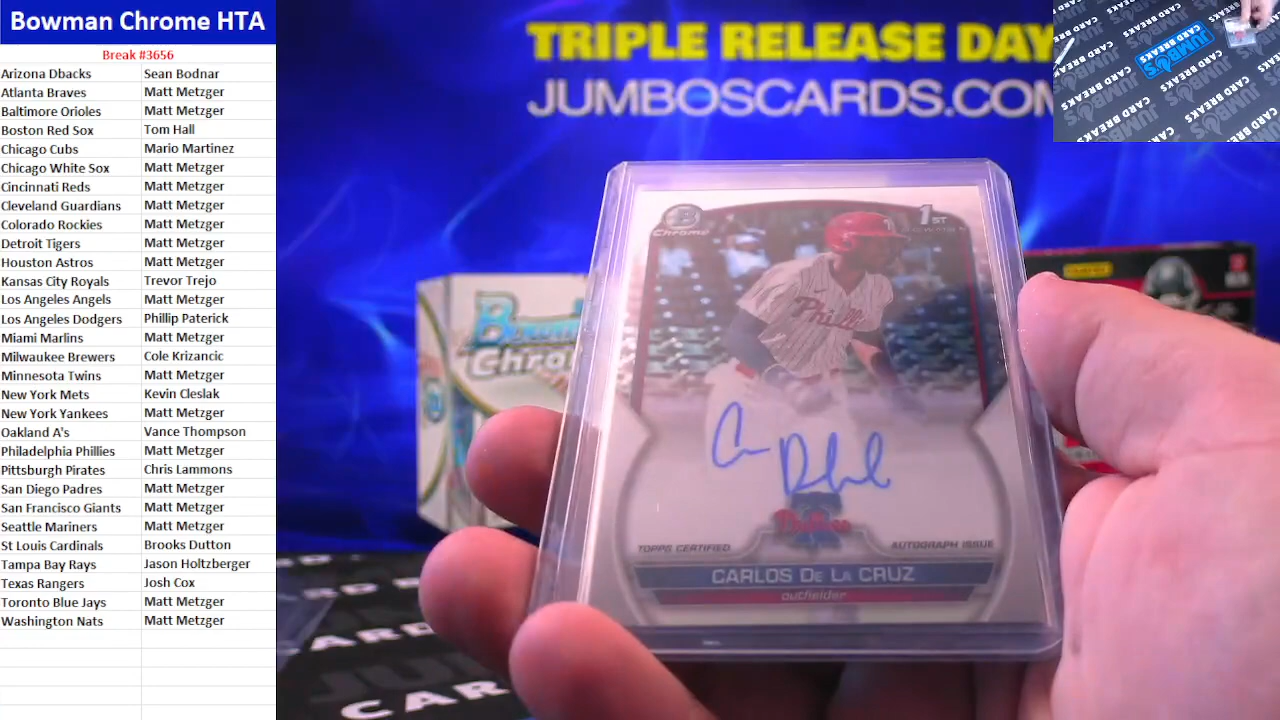 Bowman Chrome HTA
Break #3656
Arizona Dbacks Sean Bodnar
Atlanta Braves Matt Metzger
Baltimore Orioles Matt Metzger
Boston Red Sox Tom Hall
Chicago Cubs Mario Martinez
Chicago White Sox Matt Metzger
Cincinnati Reds Matt Metzger
Cleveland Guardians Matt Metzger
Colorado Rockies Matt Metzger
Detroit Tigers Matt Metzger
Houston Astros Matt Metzger
Kansas City Royals Trevor Trejo
Los Angeles Angels Matt Metzger
Los Angeles Dodgers Phillip Paterick
Miami Marlins Matt Metzger
Milwaukee Brewers Cole Krizancic
Minnesota Twins Matt Metzger
New York Mets Kevin Cleslak
New York Yankees Matt Metzger
Oakland A's Vance Thompson
Philadelphia Phillies Matt Metzger
Pittsburgh Pirates Chris Lammons
San Diego Padres Matt Metzger
San Francisco Giants Matt Metzger
Seattle Mariners Matt Metzger
St Louis Cardinals Brooks Dutton
Tampa Bay Rays Jason Holtzberger
Texas Rangers Josh Cox
Toronto Blue Jays Matt Metzger
Washington Nats Matt Metzger
TRIPLE RELEASE DAY
JUMBOSCARDS.COM
JUMBO'S
CARD BREAKS
Chrome
1ST
Phillies
TOPPS CERTIFIED AUTOGRAPH ISSUE
CARLOS De La CRUZ
outfielder